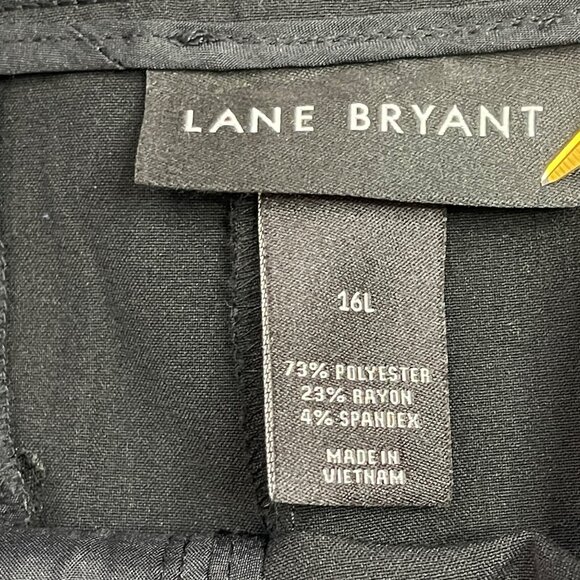 LANE BRYANT
16L
73% POLYESTER
23% RAYON
4% SPANDEX
MADE IN
VIETNAM